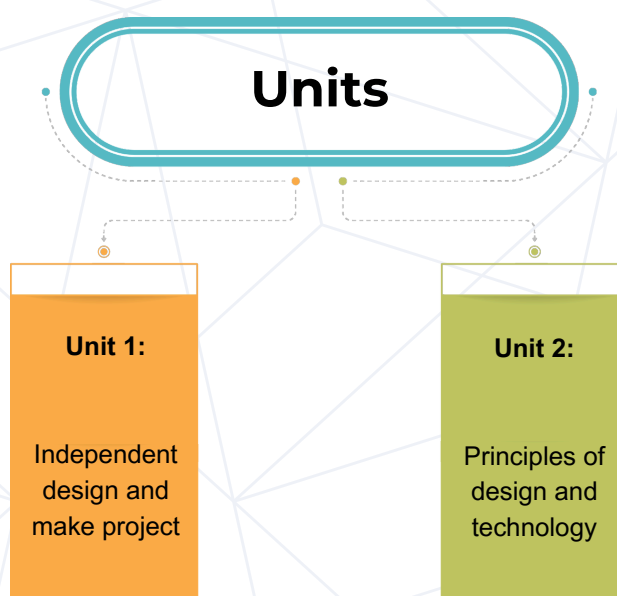 Units
Unit 1:
Independent
design and
make project
Unit 2:
Principles of
design and
technology